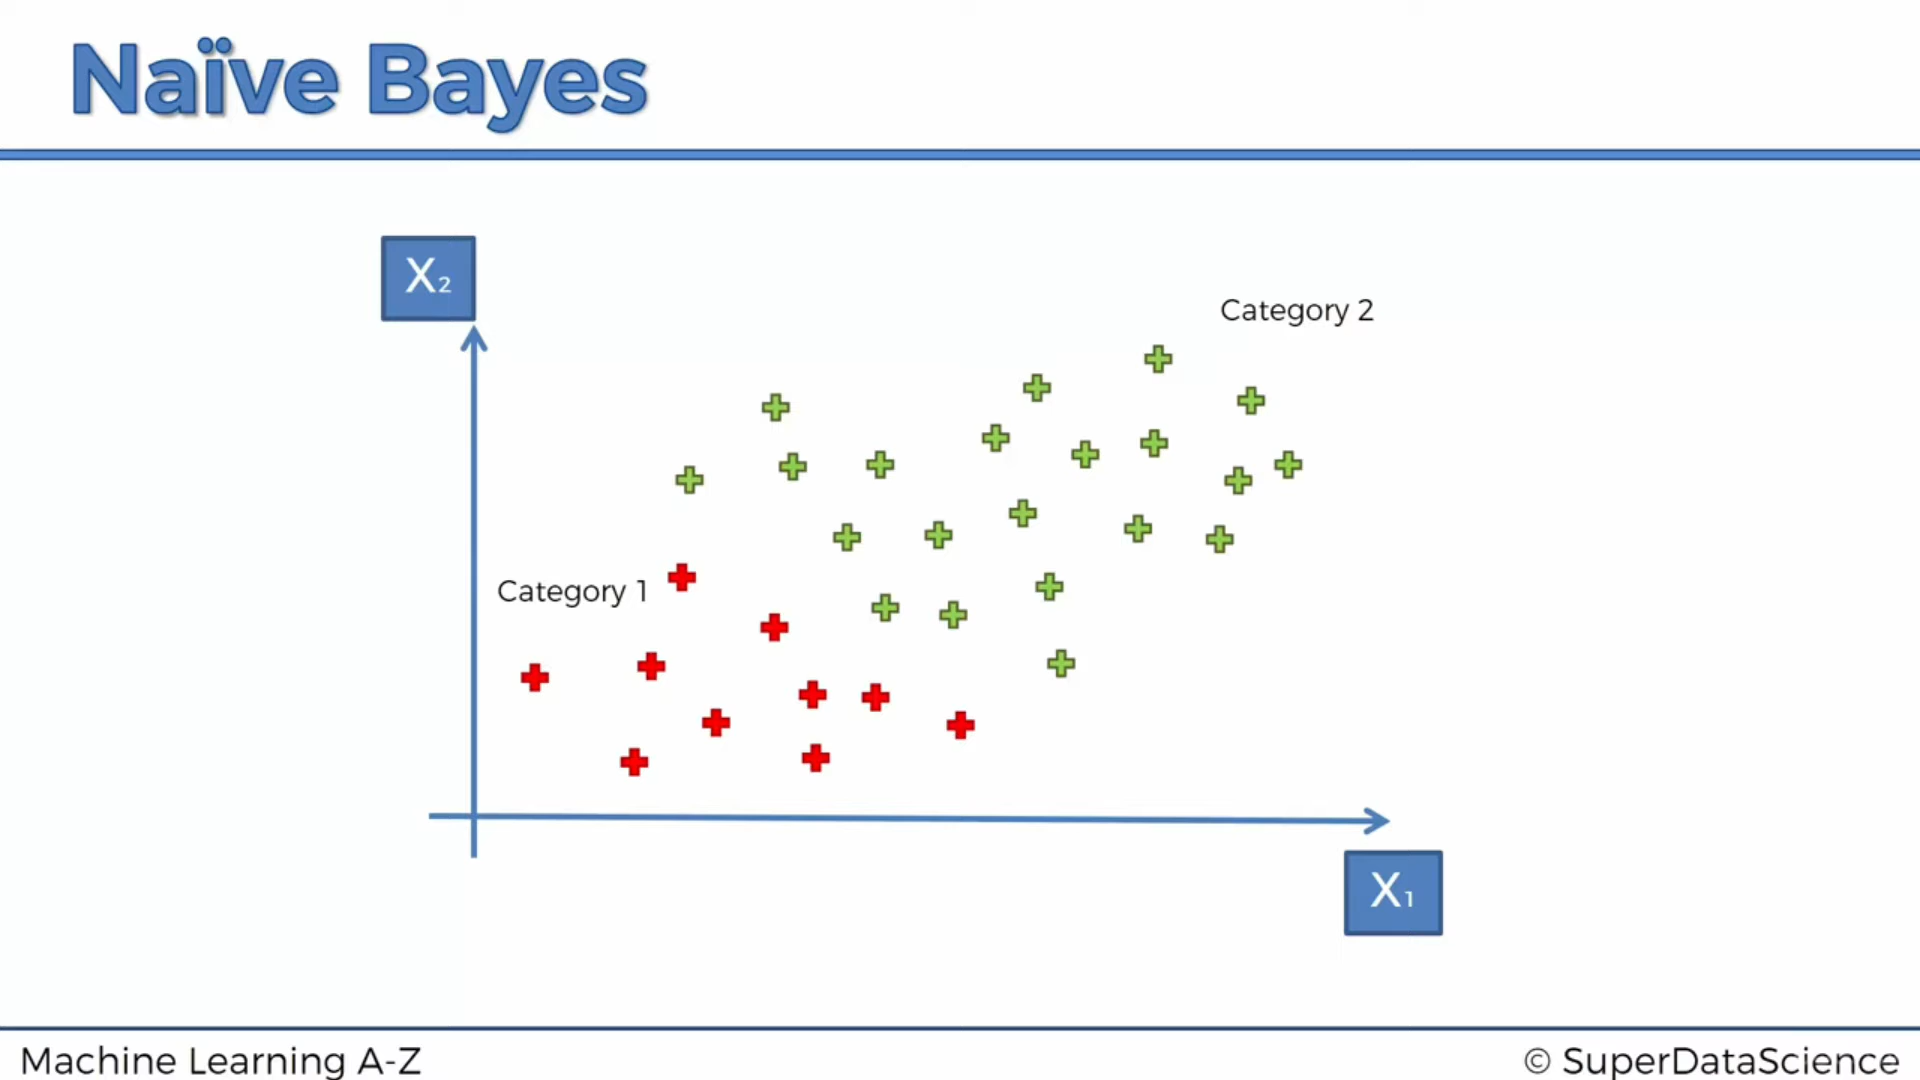 Naïve Bayes
X₂
Category 2
Category 1
X₁
Machine Learning A-Z
© SuperDataScience